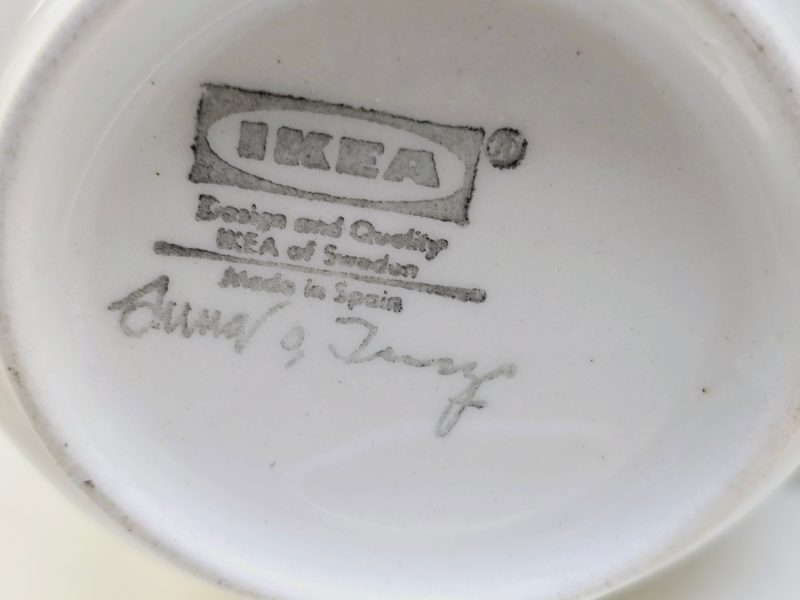 IKEA®
Design and Quality
IKEA of Sweden
Made in Spain